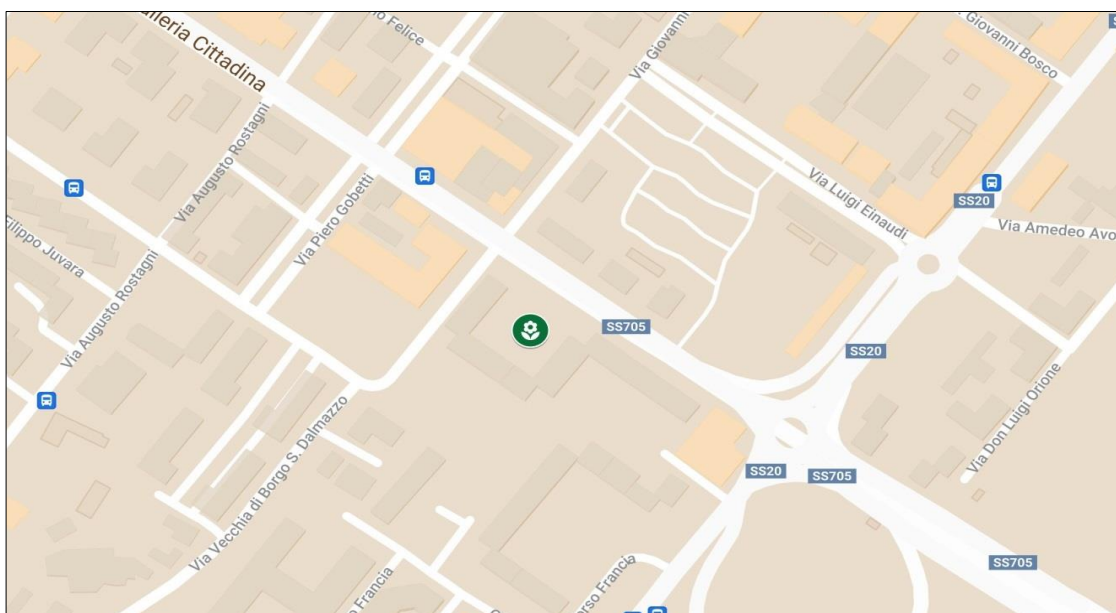 lleria Cittadina
o Felice
Via Giovanni
Giovanni Bosco
S
Via Augusto Rostagni
Via Piero Gobetti
Via Luigi Einaudi
SS20
Via Amedeo Avo
Filippo Juvara
Via Augusto Rostagni
SS705
SS20
Via Don Luigi Orione
Via Vecchia di Borgo S. Dalmazzo
SS20
SS705
SS705
Francia
orso Francia